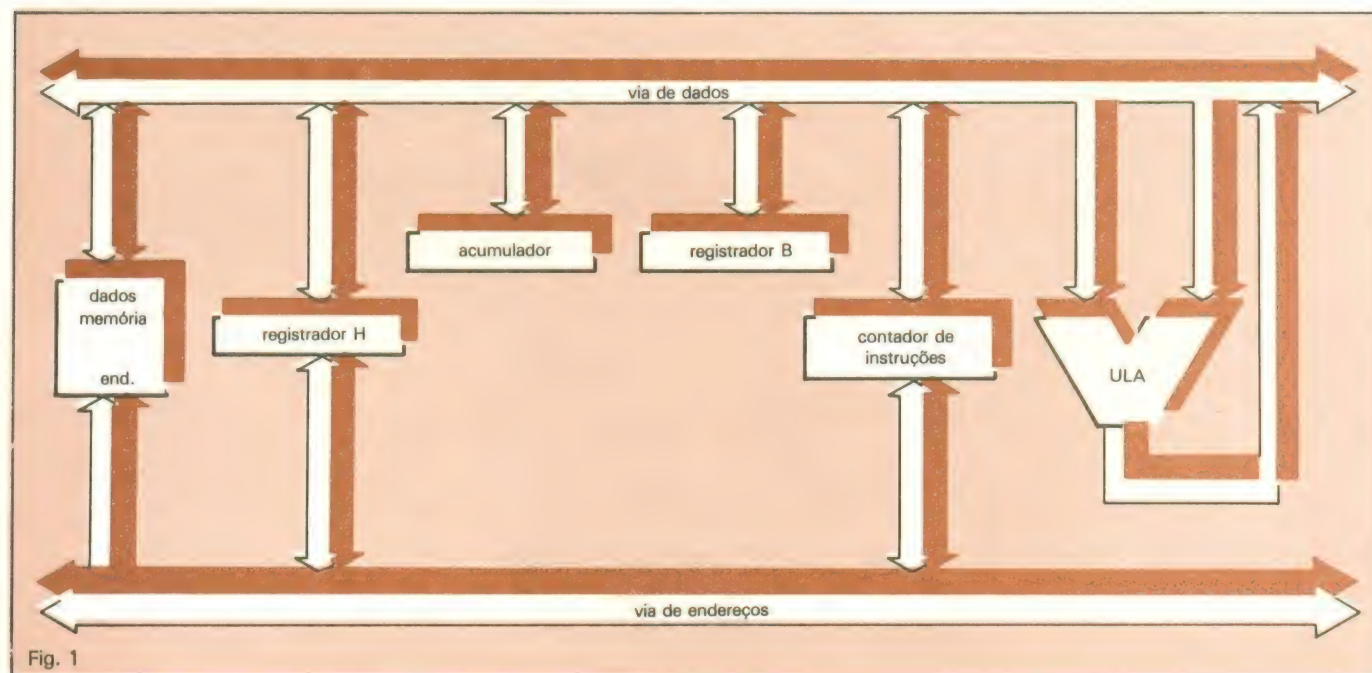 via de dados
acumulador
registrador B
dados
memória
end.
registrador H
contador de
instruções
ULA
via de endereços
Fig. 1